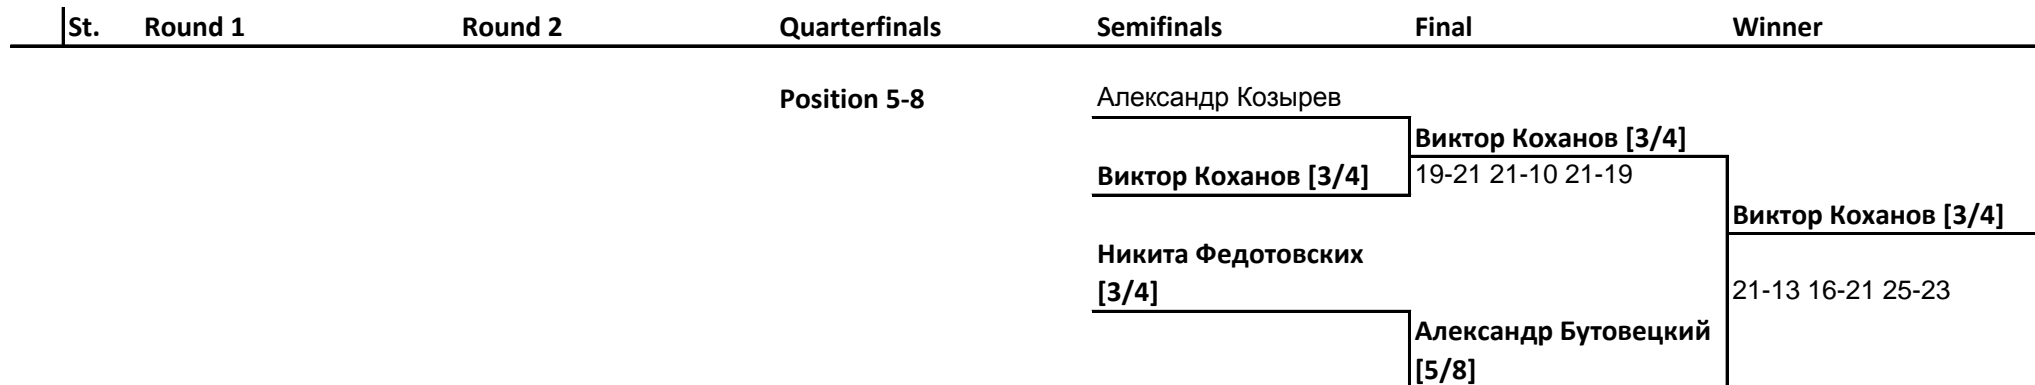 St. Round 1 Round 2 Quarterfinals Semifinals Final Winner
Position 5-8 Александр Козырев
Виктор Коханов [3/4]
Виктор Коханов [3/4] 19-21 21-10 21-19
Виктор Коханов [3/4]
Никита Федотовских
[3/4] 21-13 16-21 25-23
Александр Бутовецкий
[5/8]